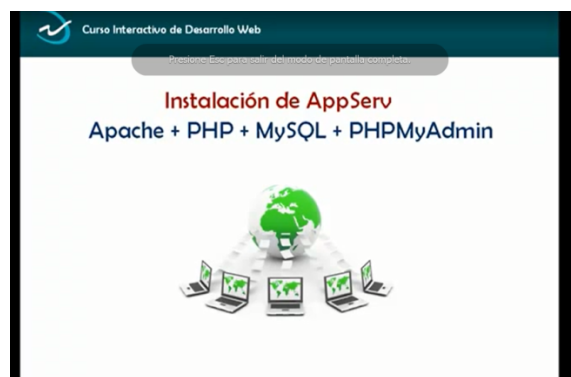 Curso Interactivo de Desarrollo Web
Presione Esc para salir del modo de pantalla completa.
Instalación de AppServ
Apache + PHP + MySQL + PHPMyAdmin